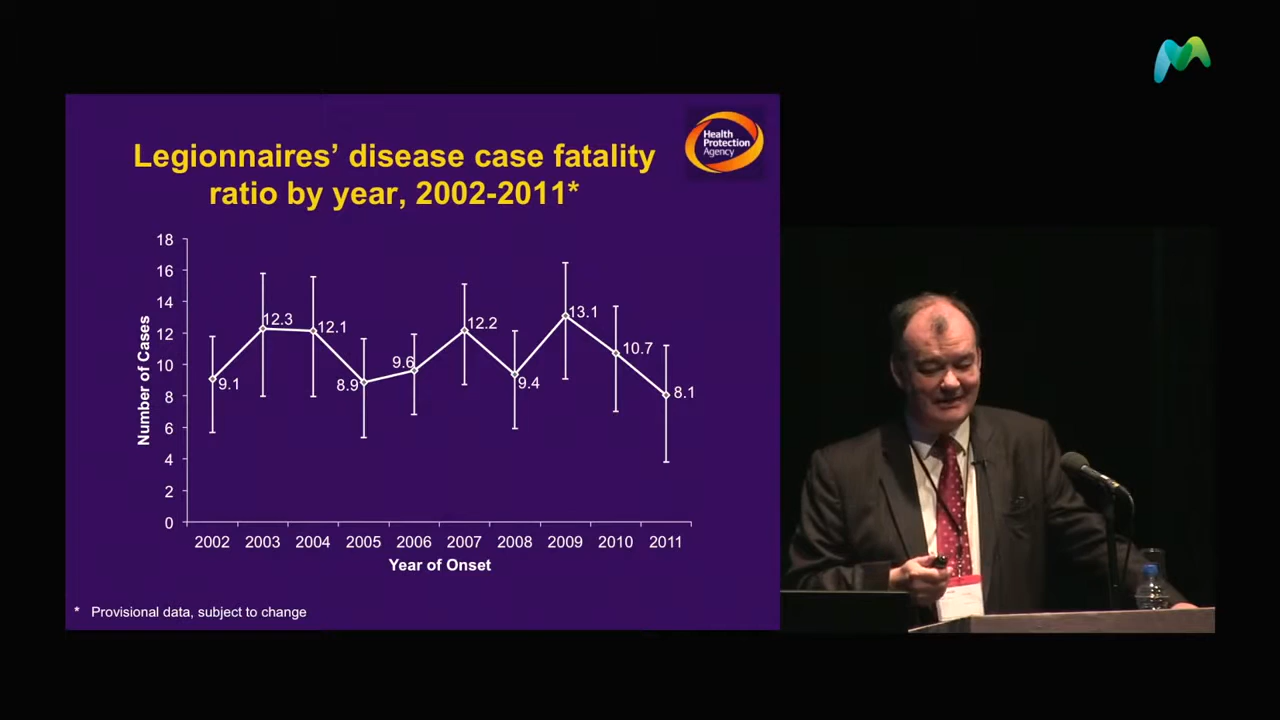 Legionnaires' disease case fatality
ratio by year, 2002-2011*
Health
Protection
Agency
Number of Cases
18
16
14
12
10
8
6
4
2
0
9.1
12.3
12.1
8.9
9.6
12.2
9.4
13.1
10.7
8.1
2002 2003 2004 2005 2006 2007 2008 2009 2010 2011
Year of Onset
* Provisional data, subject to change